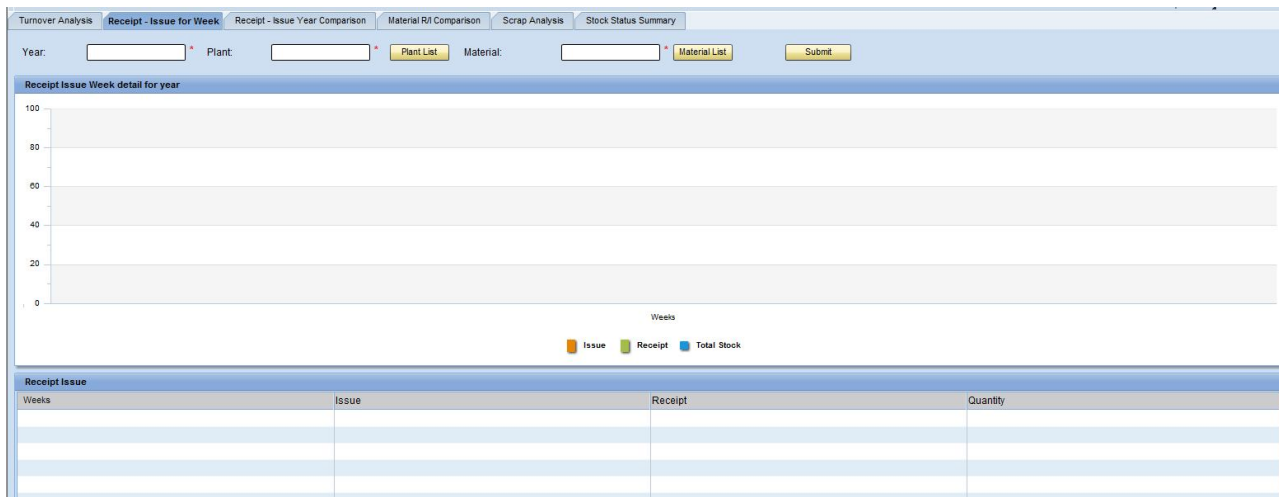 Turnover Analysis Receipt - Issue for Week Receipt - Issue Year Comparison Material R/I Comparison Scrap Analysis Stock Status Summary
Year: * Plant: * Plant List Material: * Material List Submit
Receipt Issue Week detail for year
100
80
60
40
20
0
Weeks
Issue Receipt Total Stock
Receipt Issue
Weeks Issue Receipt Quantity